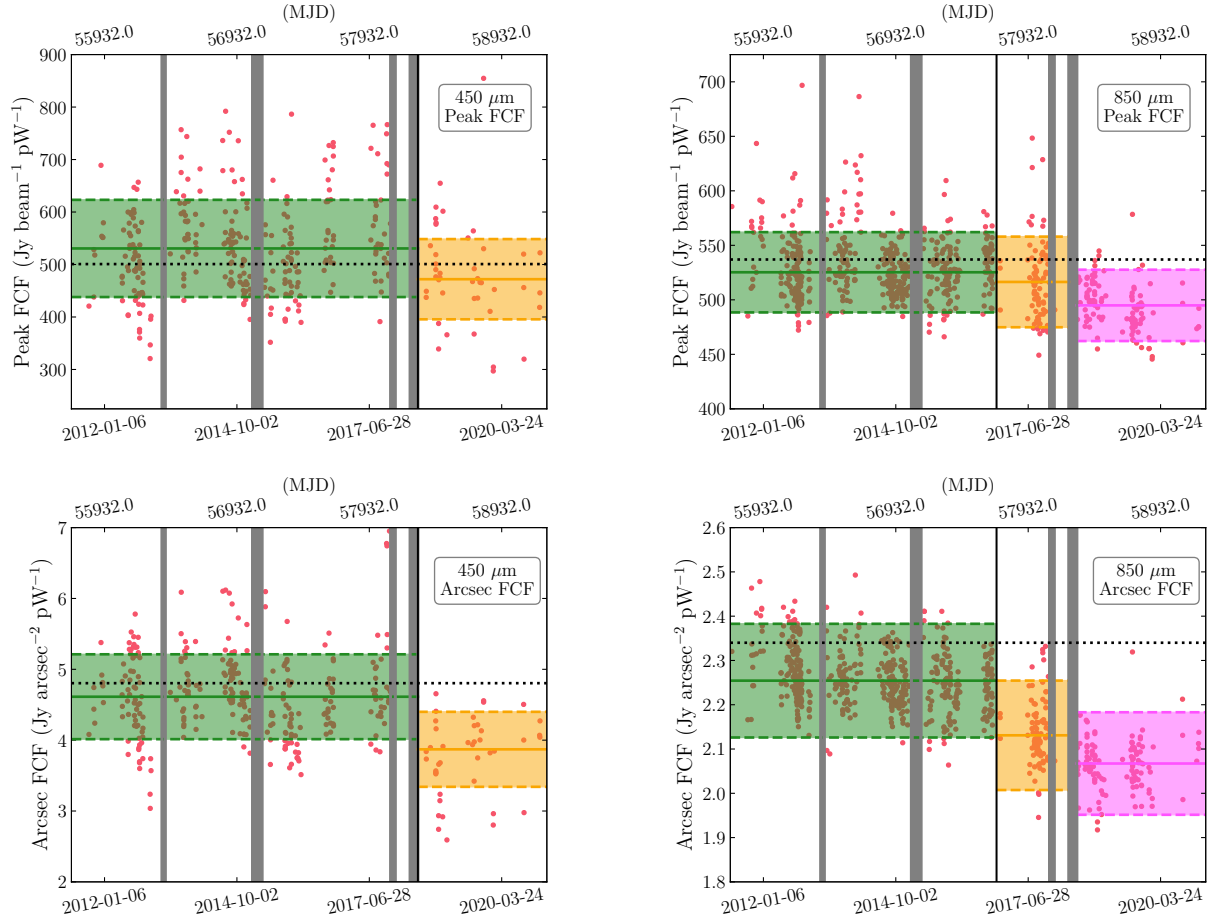 (MJD)
55932.0 56932.0 57932.0 58932.0
900
800
700
600
500
400
300
Peak FCF (Jy beam⁻¹ pW⁻¹)
450 μm
Peak FCF
2012-01-06 2014-10-02 2017-06-28 2020-03-24
(MJD)
55932.0 56932.0 57932.0 58932.0
700
650
600
550
500
450
400
Peak FCF (Jy beam⁻¹ pW⁻¹)
850 μm
Peak FCF
2012-01-06 2014-10-02 2017-06-28 2020-03-24
(MJD)
55932.0 56932.0 57932.0 58932.0
7
6
5
4
3
2
Arcsec FCF (Jy arcsec⁻² pW⁻¹)
450 μm
Arcsec FCF
2012-01-06 2014-10-02 2017-06-28 2020-03-24
(MJD)
55932.0 56932.0 57932.0 58932.0
2.6
2.5
2.4
2.3
2.2
2.1
2.0
1.9
1.8
Arcsec FCF (Jy arcsec⁻² pW⁻¹)
850 μm
Arcsec FCF
2012-01-06 2014-10-02 2017-06-28 2020-03-24